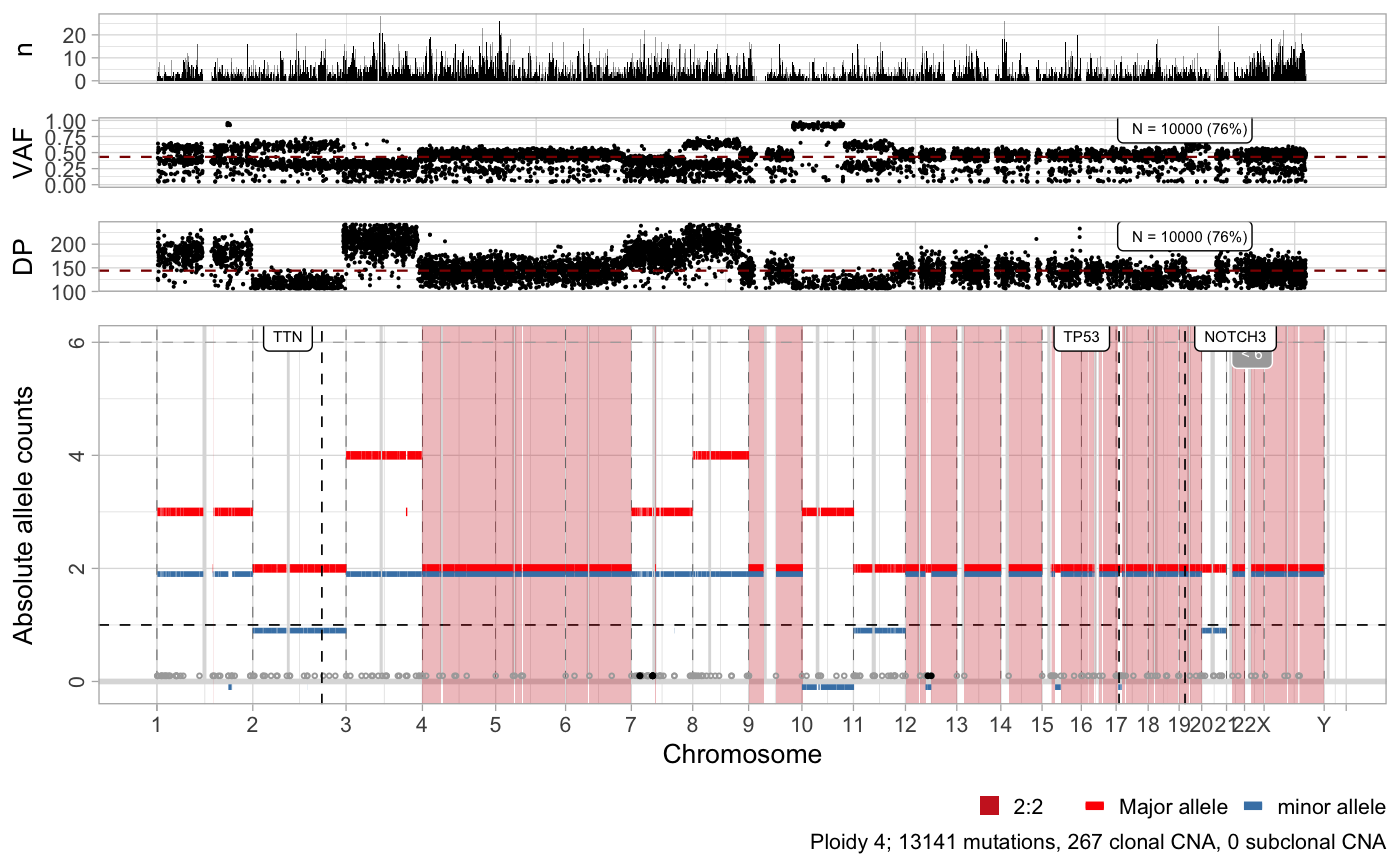 n
20
10
0
VAF
1.00
0.75
0.50
0.25
0.00
N = 10000 (76%)
DP
200
150
100
N = 10000 (76%)
Absolute allele counts
6
4
2
0
TTN
TP53
NOTCH3
< 6
1 2 3 4 5 6 7 8 9 10 11 12 13 14 15 16 17 18 19 20 21 22 X Y
Chromosome
2:2 Major allele minor allele
Ploidy 4; 13141 mutations, 267 clonal CNA, 0 subclonal CNA